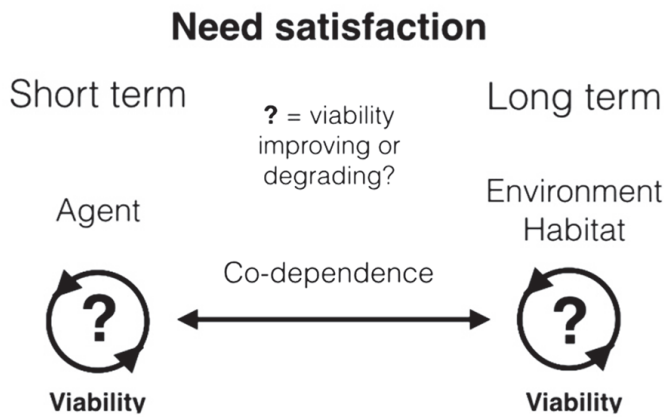 Need satisfaction
Short term
? = viability
improving or
degrading?
Long term
Agent
Environment
Habitat
Co-dependence
?
?
Viability
Viability